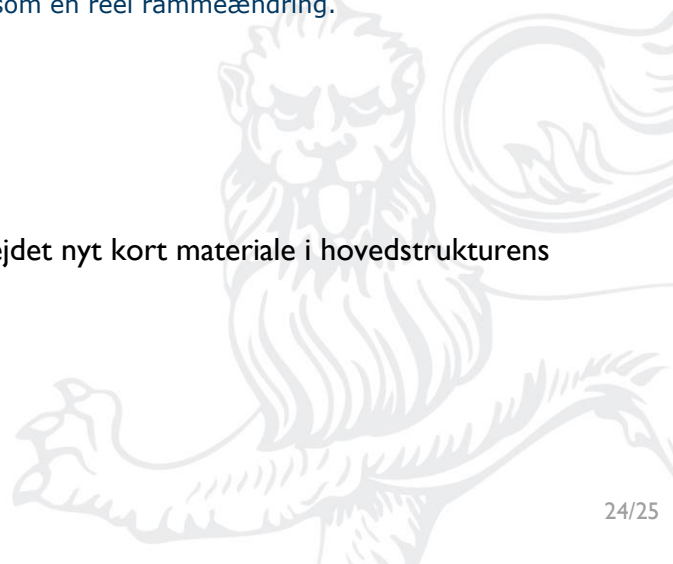 som en reel rammeændring.
ejdet nyt kort materiale i hovedstrukturens
24/25